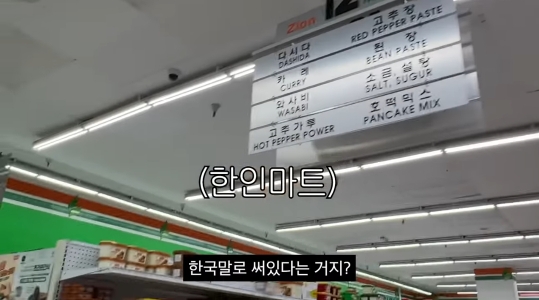 Zion
12
다시다
DASHIDA
카레
CURRY
와사비
WASABI
고추가루
HOT PEPPER POWER
고추장
RED PEPPER PASTE
된장
BEAN PASTE
소금, 설탕
SALT, SUGUR
호떡믹스
PANCAKE MIX
(한인마트)
한국말로 써있다는 거지?